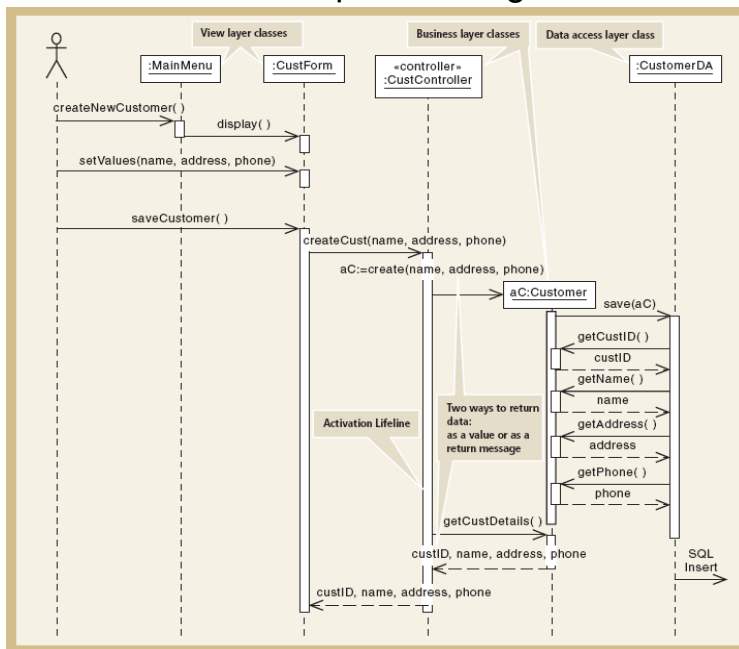 View layer classes
Business layer classes
Data access layer class
:MainMenu
:CustForm
«controller»
:CustController
:CustomerDA
createNewCustomer( )
display( )
setValues(name, address, phone)
saveCustomer( )
createCust(name, address, phone)
aC:=create(name, address, phone)
aC:Customer
save(aC)
getCustID( )
custID
getName( )
name
getAddress( )
address
getPhone( )
phone
Two ways to return
data:
as a value or as a
return message
Activation Lifeline
getCustDetails( )
custID, name, address, phone
SQL
Insert
custID, name, address, phone